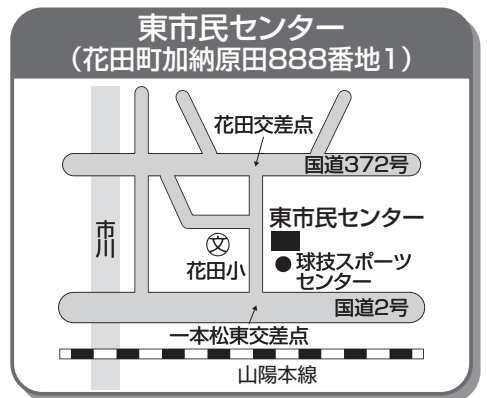 東市民センター
(花田町加納原田888番地1)
花田交差点
国道372号
市川
東市民センター
文
花田小
球技スポーツ
センター
国道2号
一本松東交差点
山陽本線